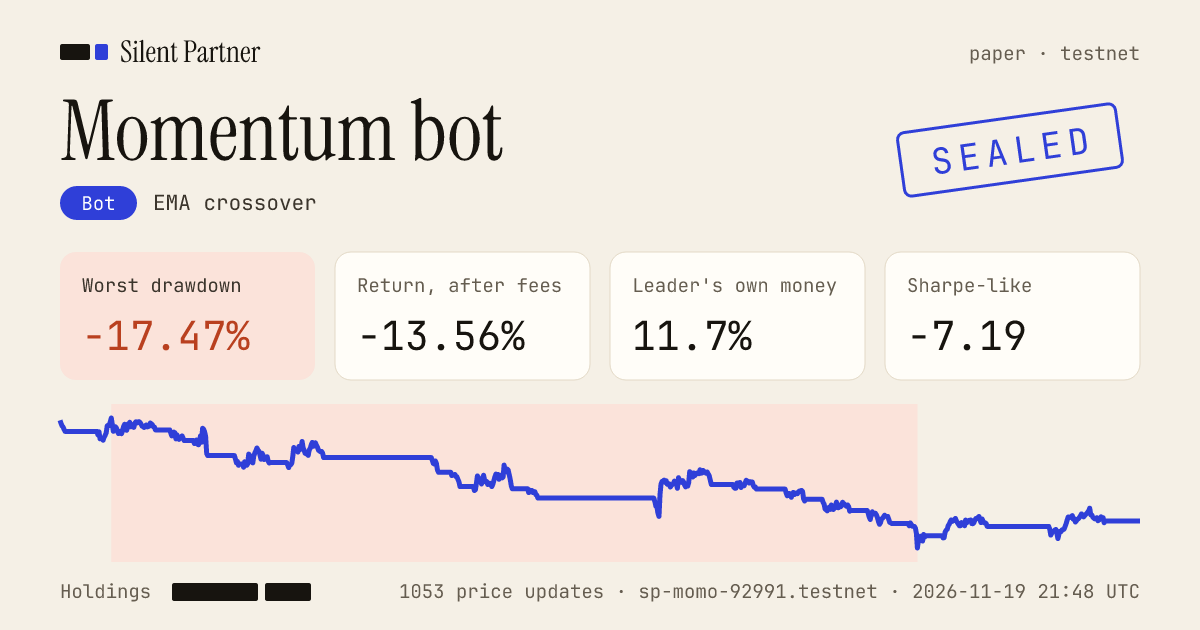 Silent Partner
paper · testnet
Momentum bot
SEALED
Bot EMA crossover
Worst drawdown
-17.47%
Return, after fees
-13.56%
Leader's own money
11.7%
Sharpe-like
-7.19
Holdings
1053 price updates · sp-momo-92991.testnet · 2026-11-19 21:48 UTC